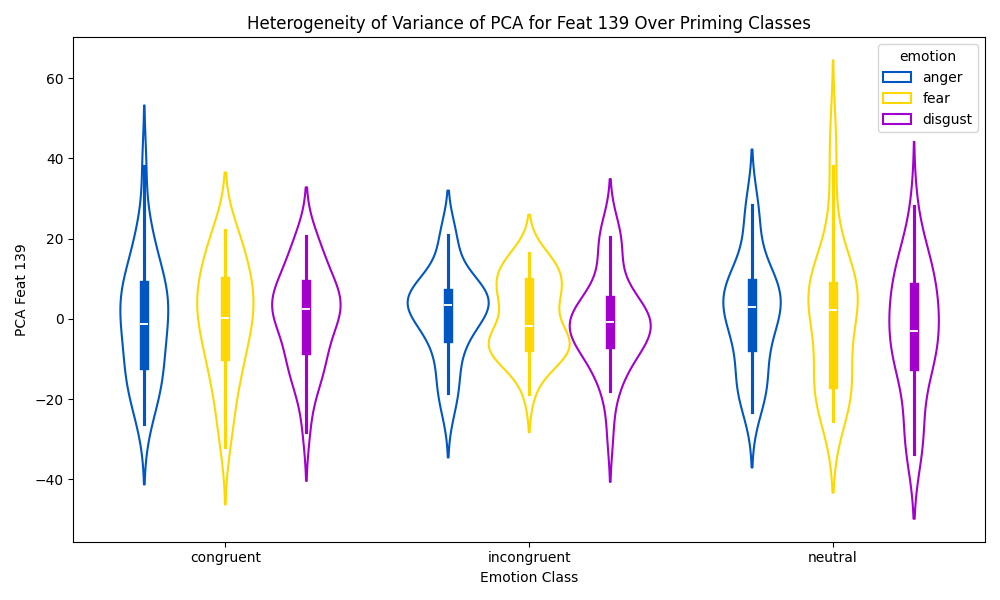 Heterogeneity of Variance of PCA for Feat 139 Over Priming Classes
emotion
anger
fear
disgust
PCA Feat 139
60
40
20
0
−20
−40
congruent
incongruent
neutral
Emotion Class